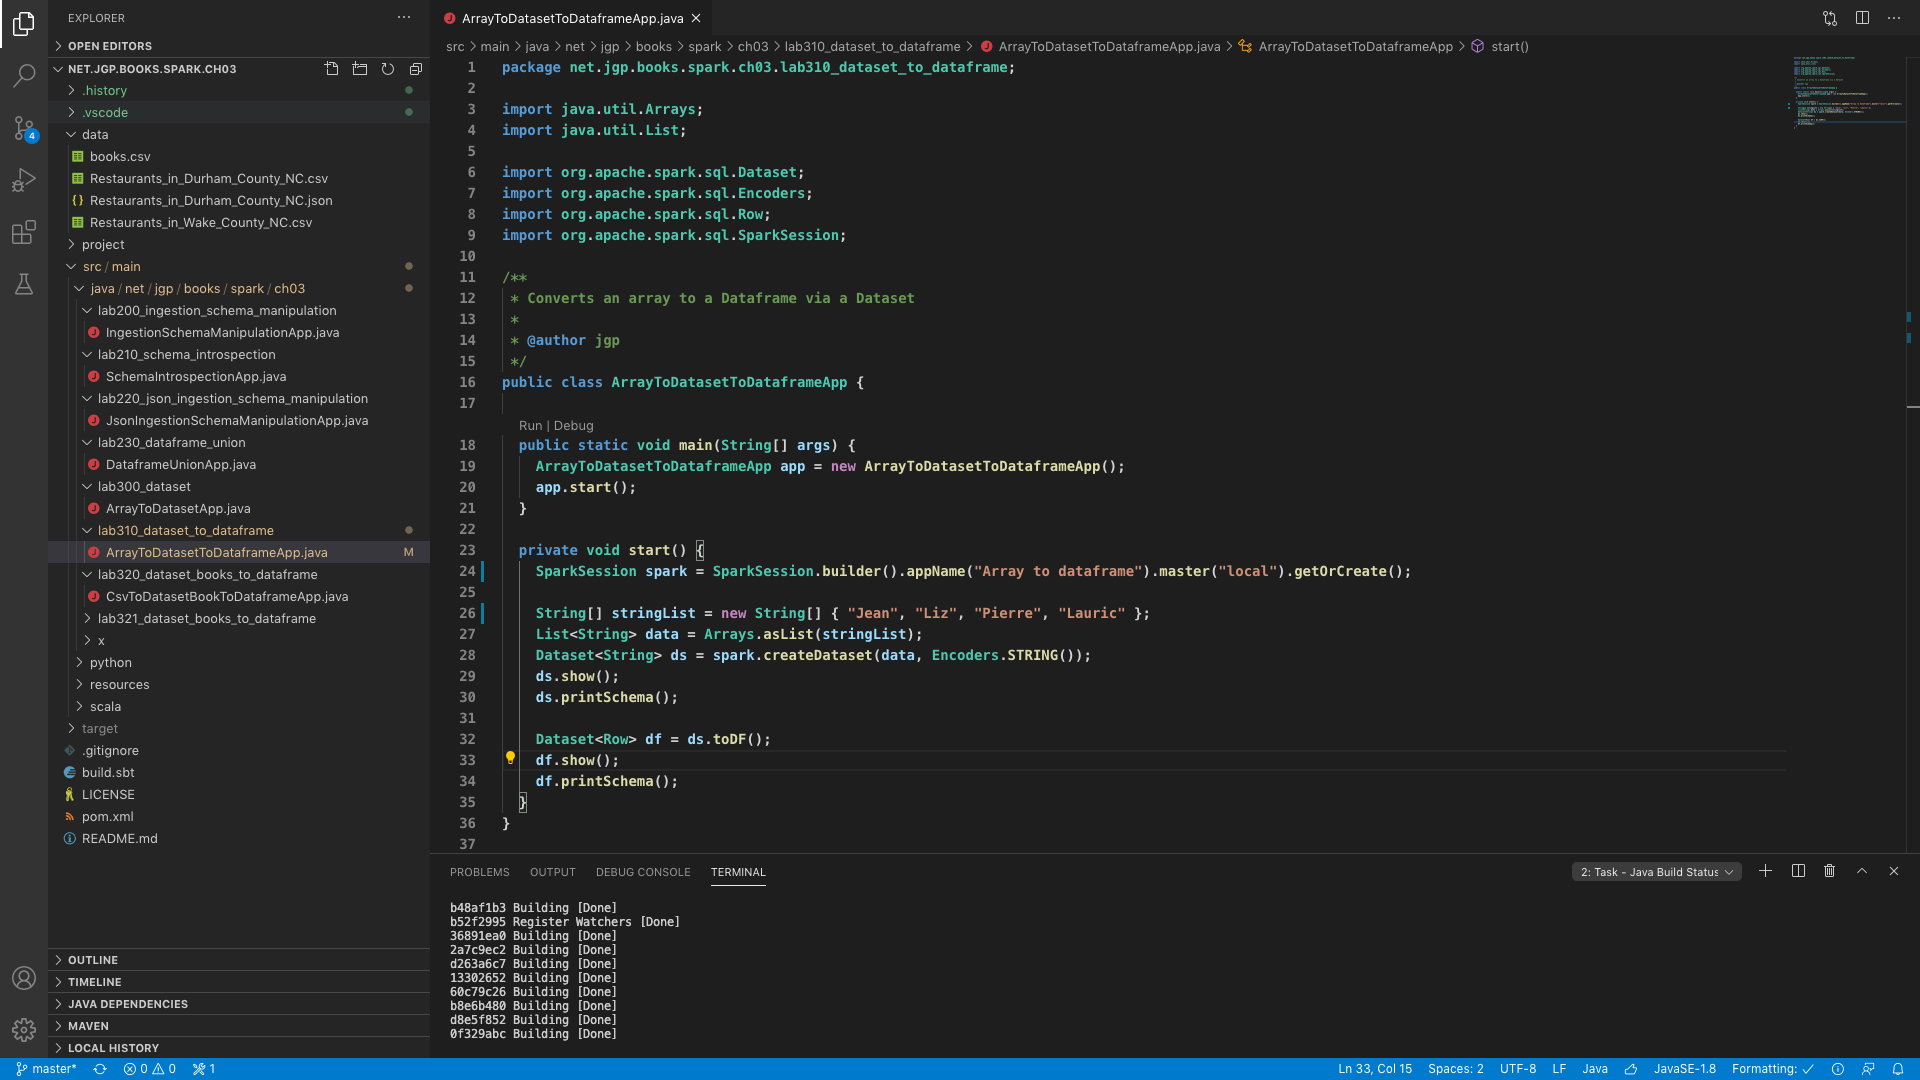 EXPLORER
OPEN EDITORS
NET.JGP.BOOKS.SPARK.CH03
.history
.vscode
data
books.csv
Restaurants_in_Durham_County_NC.csv
Restaurants_in_Durham_County_NC.json
Restaurants_in_Wake_County_NC.csv
project
src / main
java / net / jgp / books / spark / ch03
lab200_ingestion_schema_manipulation
IngestionSchemaManipulationApp.java
lab210_schema_introspection
SchemaIntrospectionApp.java
lab220_json_ingestion_schema_manipulation
JsonIngestionSchemaManipulationApp.java
lab230_dataframe_union
DataframeUnionApp.java
lab300_dataset
ArrayToDatasetApp.java
lab310_dataset_to_dataframe
ArrayToDatasetToDataframeApp.java M
lab320_dataset_books_to_dataframe
CsvToDatasetBookToDataframeApp.java
lab321_dataset_books_to_dataframe
x
python
resources
scala
target
.gitignore
build.sbt
LICENSE
pom.xml
README.md
OUTLINE
TIMELINE
JAVA DEPENDENCIES
MAVEN
LOCAL HISTORY
4
ArrayToDatasetToDataframeApp.java
src > main > java > net > jgp > books > spark > ch03 > lab310_dataset_to_dataframe > ArrayToDatasetToDataframeApp.java > ArrayToDatasetToDataframeApp > start()
1 package net.jgp.books.spark.ch03.lab310_dataset_to_dataframe;
2
3 import java.util.Arrays;
4 import java.util.List;
5
6 import org.apache.spark.sql.Dataset;
7 import org.apache.spark.sql.Encoders;
8 import org.apache.spark.sql.Row;
9 import org.apache.spark.sql.SparkSession;
10
11 /**
12 * Converts an array to a Dataframe via a Dataset
13 *
14 * @author jgp
15 */
16 public class ArrayToDatasetToDataframeApp {
17
Run | Debug
18 public static void main(String[] args) {
19 ArrayToDatasetToDataframeApp app = new ArrayToDatasetToDataframeApp();
20 app.start();
21 }
22
23 private void start() {
24 SparkSession spark = SparkSession.builder().appName("Array to dataframe").master("local").getOrCreate();
25
26 String[] stringList = new String[] { "Jean", "Liz", "Pierre", "Lauric" };
27 List<String> data = Arrays.asList(stringList);
28 Dataset<String> ds = spark.createDataset(data, Encoders.STRING());
29 ds.show();
30 ds.printSchema();
31
32 Dataset<Row> df = ds.toDF();
33 df.show();
34 df.printSchema();
35 }
36 }
37
PROBLEMS OUTPUT DEBUG CONSOLE TERMINAL
2: Task - Java Build Status
b48af1b3 Building [Done]
b52f2995 Register Watchers [Done]
36891ea0 Building [Done]
2a7c9ec2 Building [Done]
d263a6c7 Building [Done]
13302652 Building [Done]
60c79c26 Building [Done]
b8e6b480 Building [Done]
d8e5f852 Building [Done]
0f329abc Building [Done]
master* 0 0 1 Ln 33, Col 15 Spaces: 2 UTF-8 LF Java JavaSE-1.8 Formatting: ✓